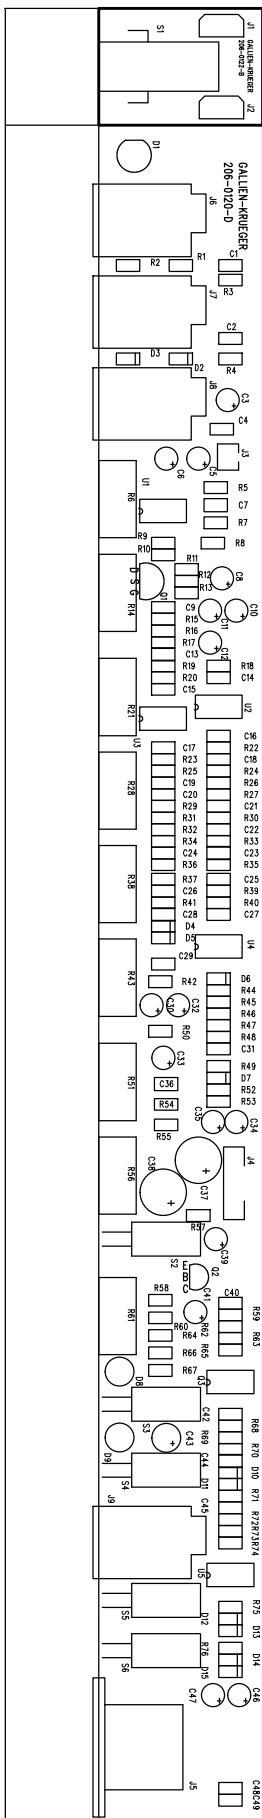 J1
S1
GALLIEN-KRUEGER
206-0122-B
J2
D1
GALLIEN-KRUEGER
206-0120-D
J6
R1
C1
R2
R3
J7
C2
D3
D2
R4
J8
C3
C4
J3
C6
C5
U1
R5
R6
C7
R7
R9
R8
R10
R11
D S G
R12
C8
R13
Q1
R14
C9
C10
R15
C11
R16
R17
C12
C13
R19
R18
R20
C14
C15
R21
U2
U3
C16
C17
R22
R23
C18
R25
R24
C19
R26
R28
C20
R27
R29
C21
R31
R30
R32
C22
R34
R33
C24
C23
R36
R35
R37
C25
R38
C26
R39
R41
R40
C28
C27
D4
D5
U4
C29
R43
R42
D6
R44
C30
C32
R45
R46
R50
R47
R48
C33
C31
R49
R51
C36
D7
R52
R54
R53
C35
C34
R55
R56
C38
C37
J4
R57
C39
S2
E
B
C
Q2
C41
C40
R58
R59
R61
R60
R62
R64
R63
R66
R65
R67
D8
Q3
C42
R68
S3
C43
R69
R70
D9
C44
D10
S4
D11
R71
J9
C45
R72
R73
R74
U5
S5
D12
R75
D13
R76
S6
D15
D14
C47
C46
J5
C48
C49